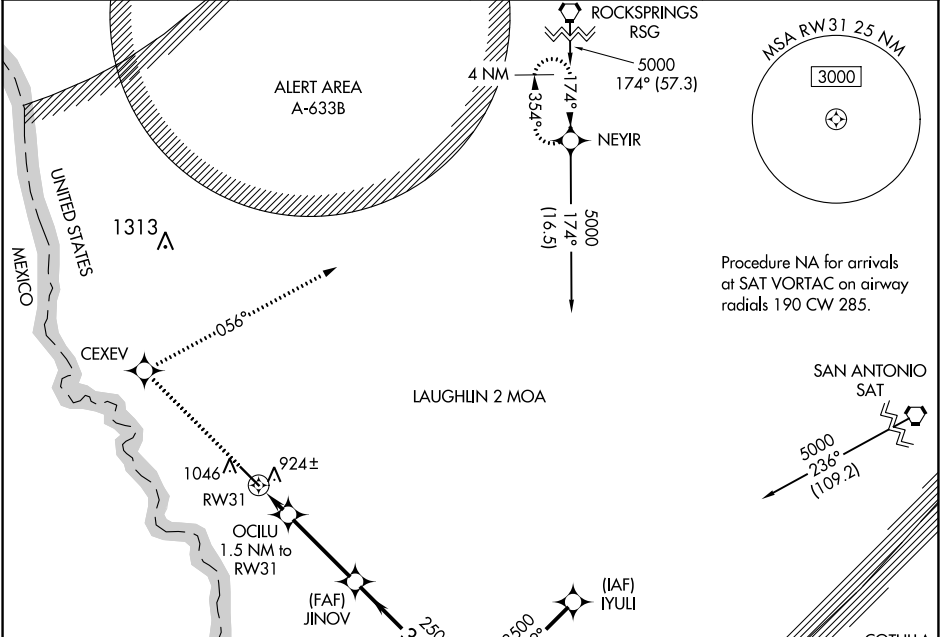 ROCKSPRINGS
RSG
5000
174° (57.3)
4 NM
174°
354°
NEYIR
5000
174°
(16.5)
MSA RW31 25 NM
3000
ALERT AREA
A-633B
UNITED STATES
MEXICO
1313
Procedure NA for arrivals
at SAT VORTAC on airway
radials 190 CW 285.
056°
CEXEV
LAUGHLIN 2 MOA
SAN ANTONIO
SAT
5000
236°
(109.2)
1046
924±
RW31
OCILU
1.5 NM to
RW31
(FAF)
JINOV
(IAF)
IYULI